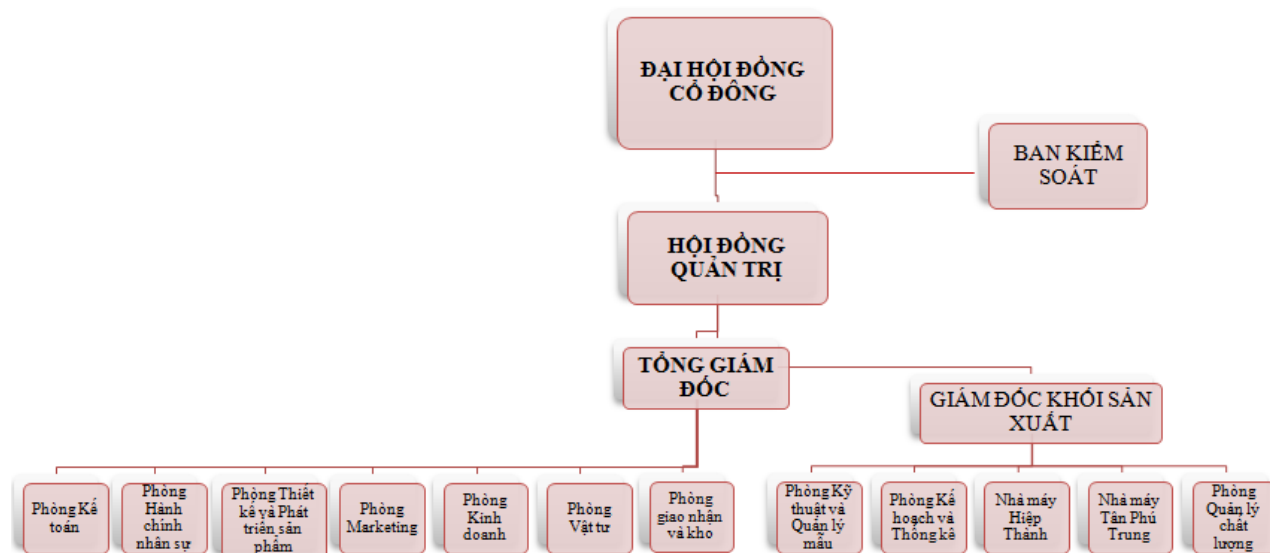 ĐẠI HỘI ĐỒNG
CỔ ĐÔNG
BAN KIỂM
SOÁT
HỘI ĐỒNG
QUẢN TRỊ
TỔNG GIÁM
ĐỐC
GIÁM ĐỐC KHỐI SẢN
XUẤT
Phòng Kế
toán
Phòng
Hành
chính
nhân sự
Phòng Thiết
kế và Phát
triển sản
phẩm
Phòng
Marketing
Phòng
Kinh
doanh
Phòng
Vật tư
Phòng
giao nhận
và kho
Phòng Kỹ
thuật và
Quản lý
mẫu
Phòng Kế
hoạch và
Thống kê
Nhà máy
Hiệp
Thành
Nhà máy
Tân Phú
Trung
Phòng
Quản lý
chất
lượng